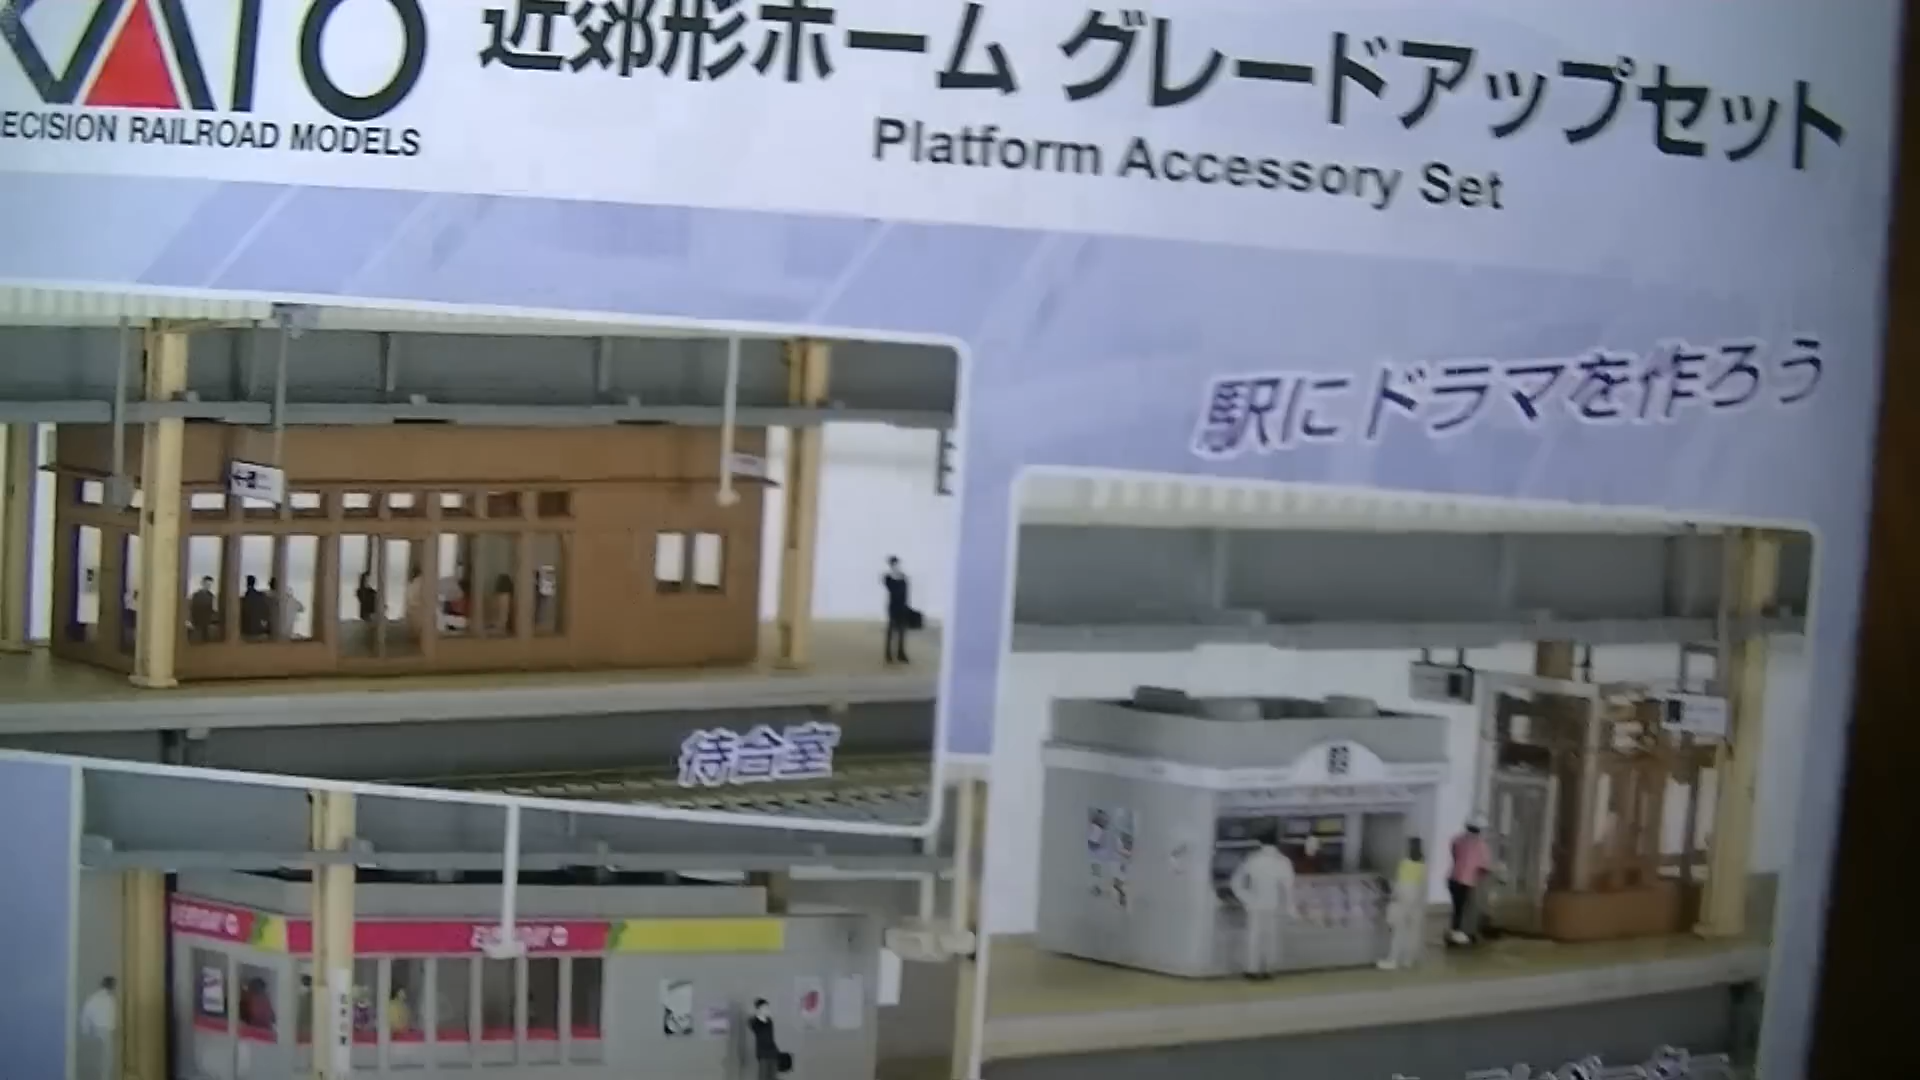 KATO
近郊形ホーム グレードアップセット
ECISION RAILROAD MODELS
Platform Accessory Set
駅にドラマを作ろう
待合室